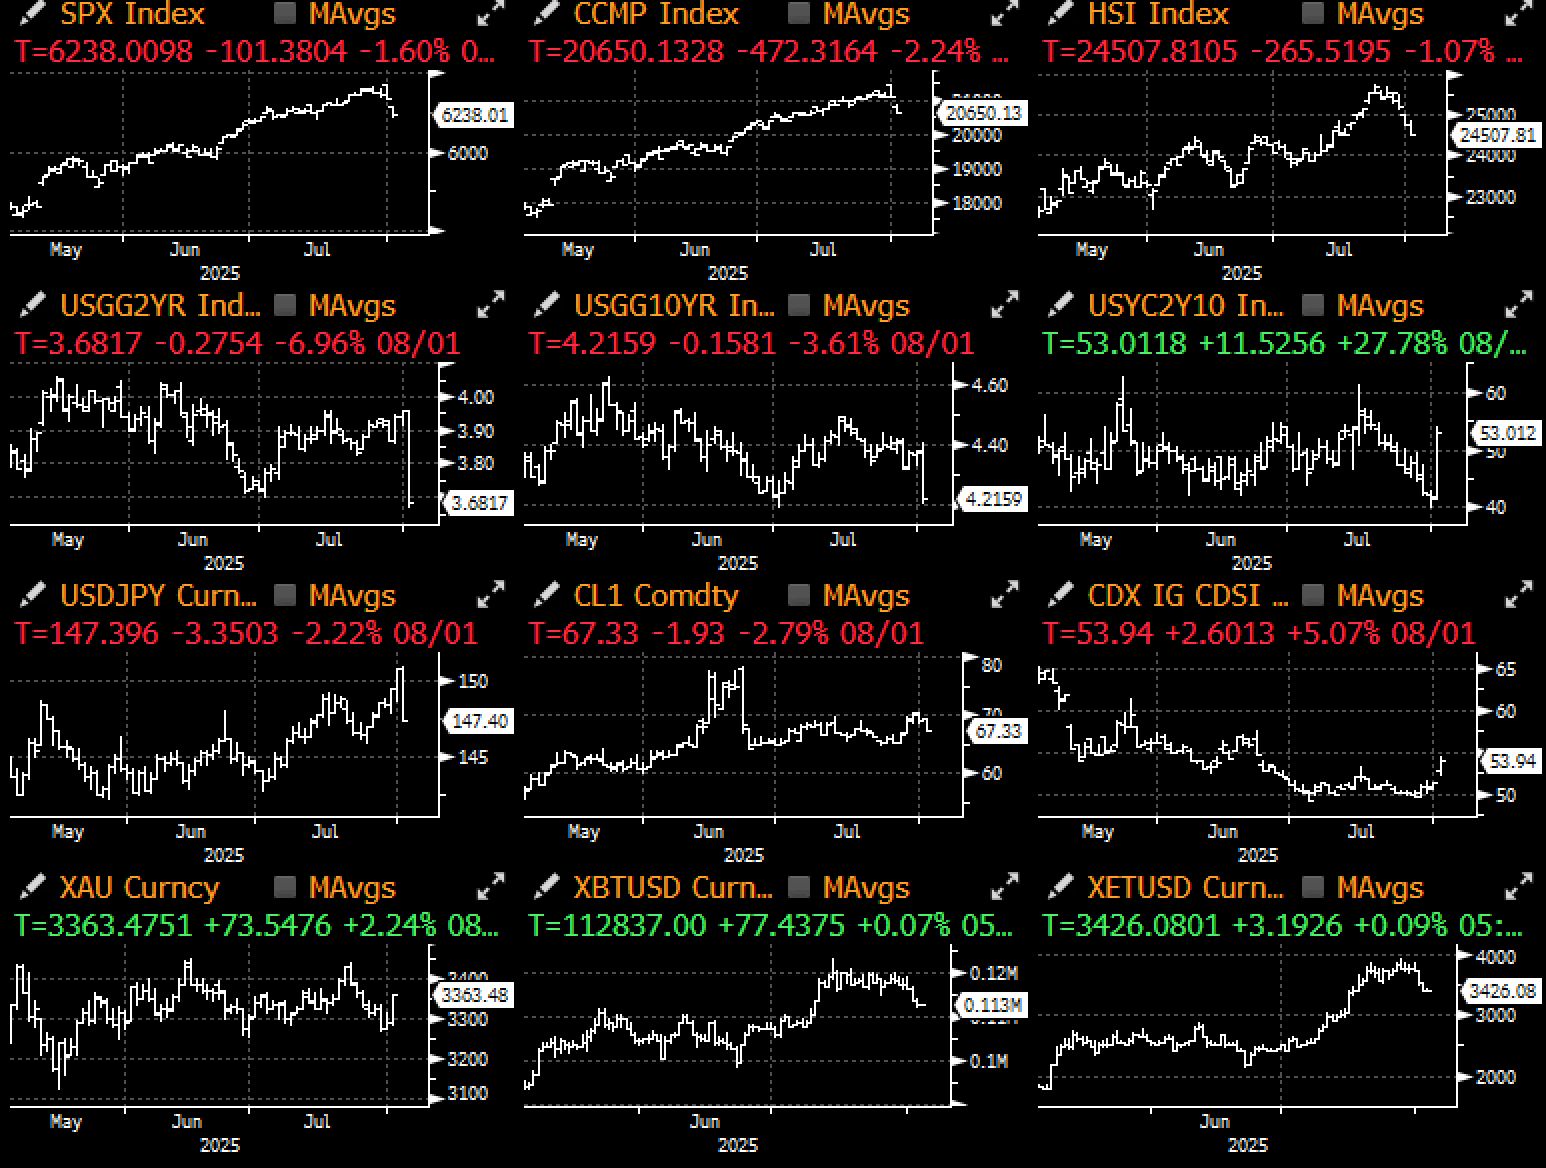 SPX Index MAvgs
T=6238.0098 -101.3804 -1.60% 0...
6238.01
6000
May Jun Jul
2025
CCMP Index MAvgs
T=20650.1328 -472.3164 -2.24% ...
20650.13
20000
19000
18000
May Jun Jul
2025
HSI Index MAvgs
T=24507.8105 -265.5195 -1.07% ...
25000
24507.81
24000
23000
May Jun Jul
2025
USGG2YR Ind... MAvgs
T=3.6817 -0.2754 -6.96% 08/01
4.00
3.90
3.80
3.6817
May Jun Jul
2025
USGG10YR In... MAvgs
T=4.2159 -0.1581 -3.61% 08/01
4.60
4.40
4.2159
May Jun Jul
2025
USYC2Y10 In... MAvgs
T=53.0118 +11.5256 +27.78% 08/...
60
53.012
50
40
May Jun Jul
2025
USDJPY Curn... MAvgs
T=147.396 -3.3503 -2.22% 08/01
150
147.40
145
May Jun Jul
2025
CL1 Comdty MAvgs
T=67.33 -1.93 -2.79% 08/01
80
70
67.33
60
May Jun Jul
2025
CDX IG CDSI ... MAvgs
T=53.94 +2.6013 +5.07% 08/01
65
60
53.94
50
May Jun Jul
2025
XAU Curncy MAvgs
T=3363.4751 +73.5476 +2.24% 08...
3400
3363.48
3300
3200
3100
May Jun Jul
2025
XBTUSD Curn... MAvgs
T=112837.00 +77.4375 +0.07% 05...
0.12M
0.113M
0.1M
Jun
2025
XETUSD Curn... MAvgs
T=3426.0801 +3.1926 +0.09% 05:...
4000
3426.08
3000
2000
Jun
2025